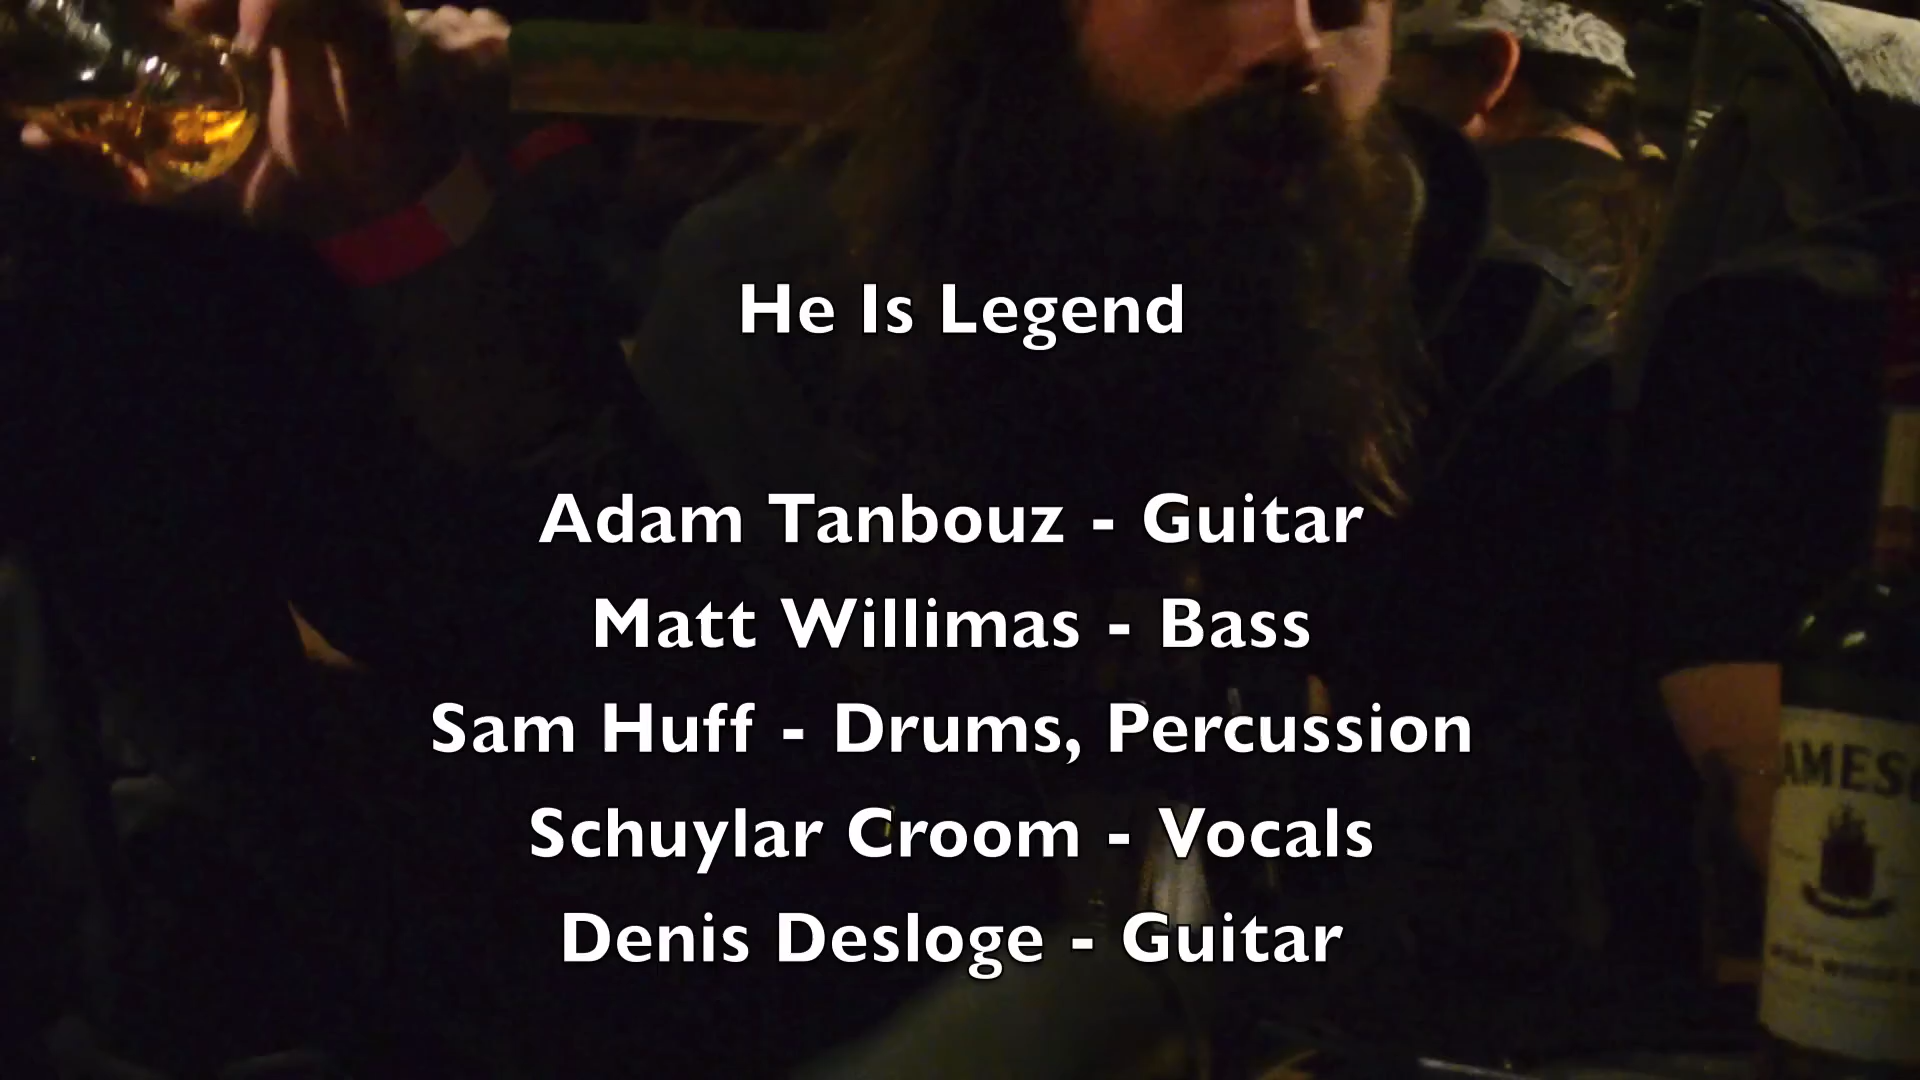 He Is Legend
Adam Tanbouz - Guitar
Matt Willimas - Bass
Sam Huff - Drums, Percussion
Schuylar Croom - Vocals
Denis Desloge - Guitar
AMES